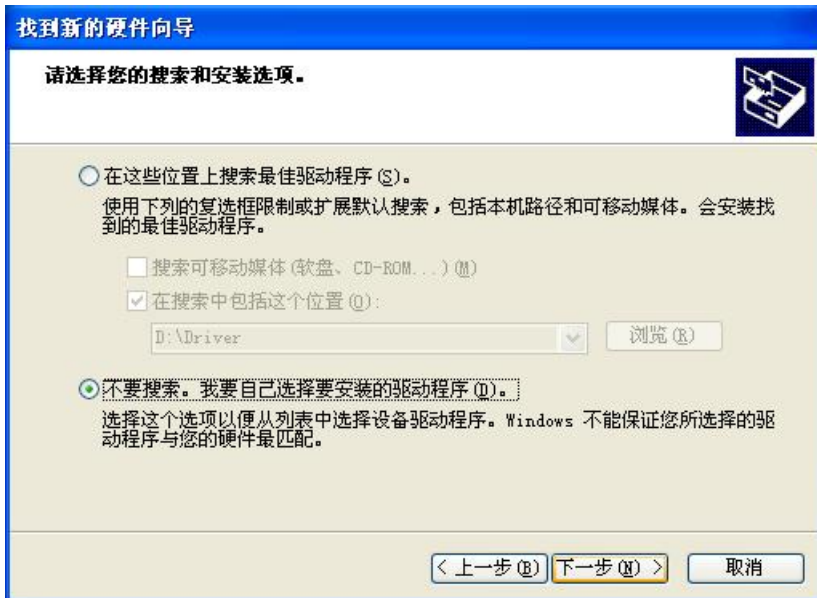 找到新的硬件向导
请选择您的搜索和安装选项。
在这些位置上搜索最佳驱动程序(S)。
使用下列的复选框限制或扩展默认搜索，包括本机路径和可移动媒体。会安装找
到的最佳驱动程序。
搜索可移动媒体(软盘、CD-ROM...)(M)
在搜索中包括这个位置(O):
D:\Driver
浏览(R)
不要搜索。我要自己选择要安装的驱动程序(D)。
选择这个选项以便从列表中选择设备驱动程序。Windows 不能保证您所选择的驱
动程序与您的硬件最匹配。
< 上一步(B) 下一步(N) > 取消